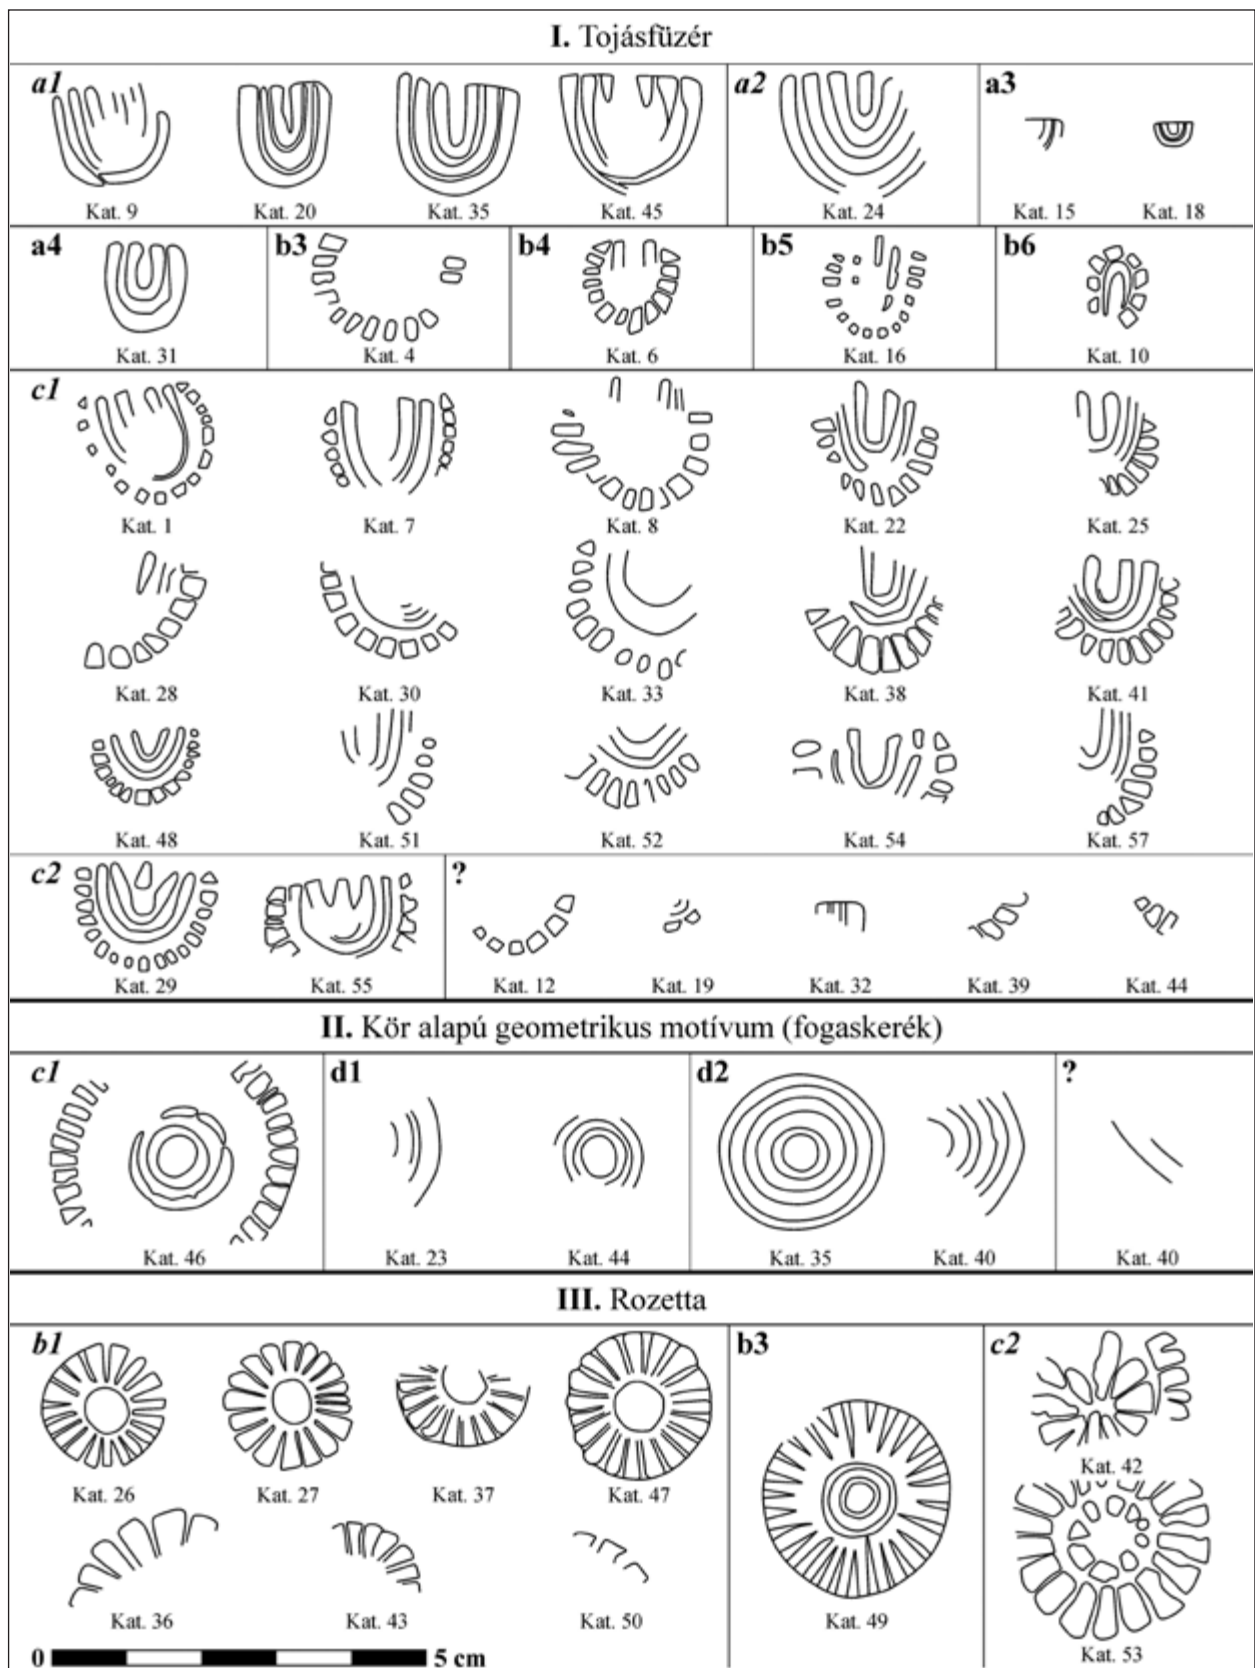 I. Tojásfüzér
a1 a2 a3
Kat. 9 Kat. 20 Kat. 35 Kat. 45 Kat. 24 Kat. 15 Kat. 18
a4 b3 b4 b5 b6
Kat. 31 Kat. 4 Kat. 6 Kat. 16 Kat. 10
c1
Kat. 1 Kat. 7 Kat. 8 Kat. 22 Kat. 25
Kat. 28 Kat. 30 Kat. 33 Kat. 38 Kat. 41
Kat. 48 Kat. 51 Kat. 52 Kat. 54 Kat. 57
c2 ?
Kat. 29 Kat. 55 Kat. 12 Kat. 19 Kat. 32 Kat. 39 Kat. 44
II. Kör alapú geometrikus motívum (fogaskerék)
c1 d1 d2 ?
Kat. 46 Kat. 23 Kat. 44 Kat. 35 Kat. 40 Kat. 40
III. Rozetta
b1 b3 c2
Kat. 42
Kat. 26 Kat. 27 Kat. 37 Kat. 47
Kat. 36 Kat. 43 Kat. 50 Kat. 49
Kat. 53
0 5 cm